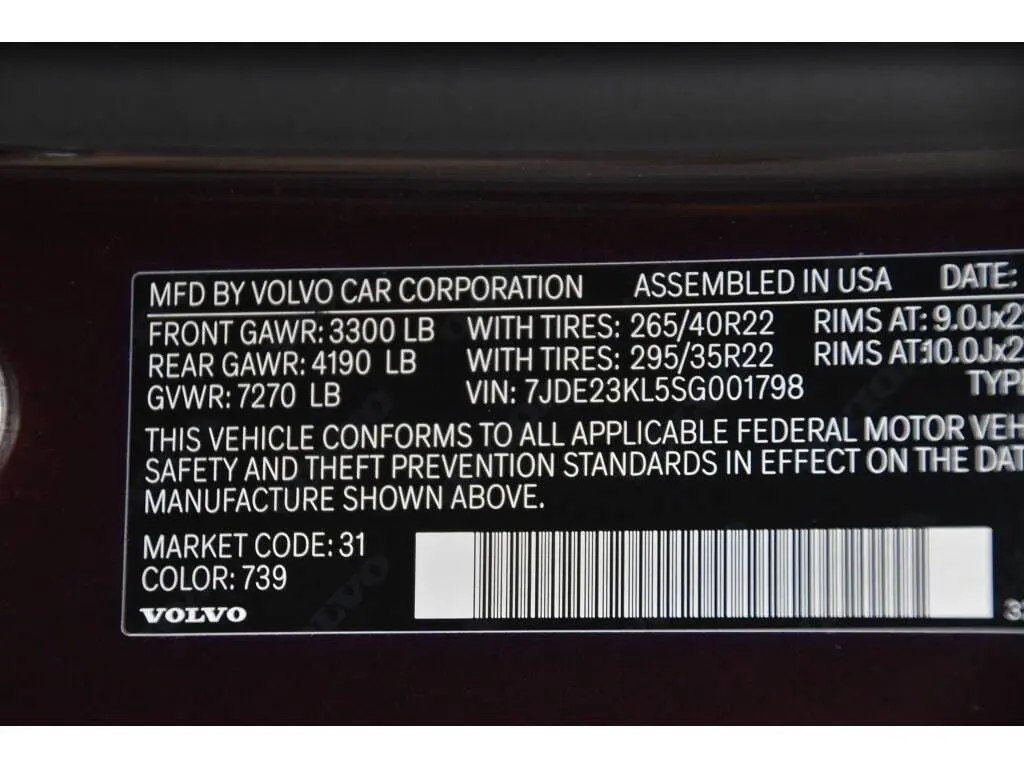 MFD BY VOLVO CAR CORPORATION ASSEMBLED IN USA DATE:
FRONT GAWR: 3300 LB WITH TIRES: 265/40R22 RIMS AT: 9.0Jx2
REAR GAWR: 4190 LB WITH TIRES: 295/35R22 RIMS AT:10.0Jx2
GVWR: 7270 LB VIN: 7JDE23KL5SG001798 TYPE
THIS VEHICLE CONFORMS TO ALL APPLICABLE FEDERAL MOTOR VEH
SAFETY AND THEFT PREVENTION STANDARDS IN EFFECT ON THE DAT
MANUFACTURE SHOWN ABOVE.
MARKET CODE: 31
COLOR: 739
VOLVO